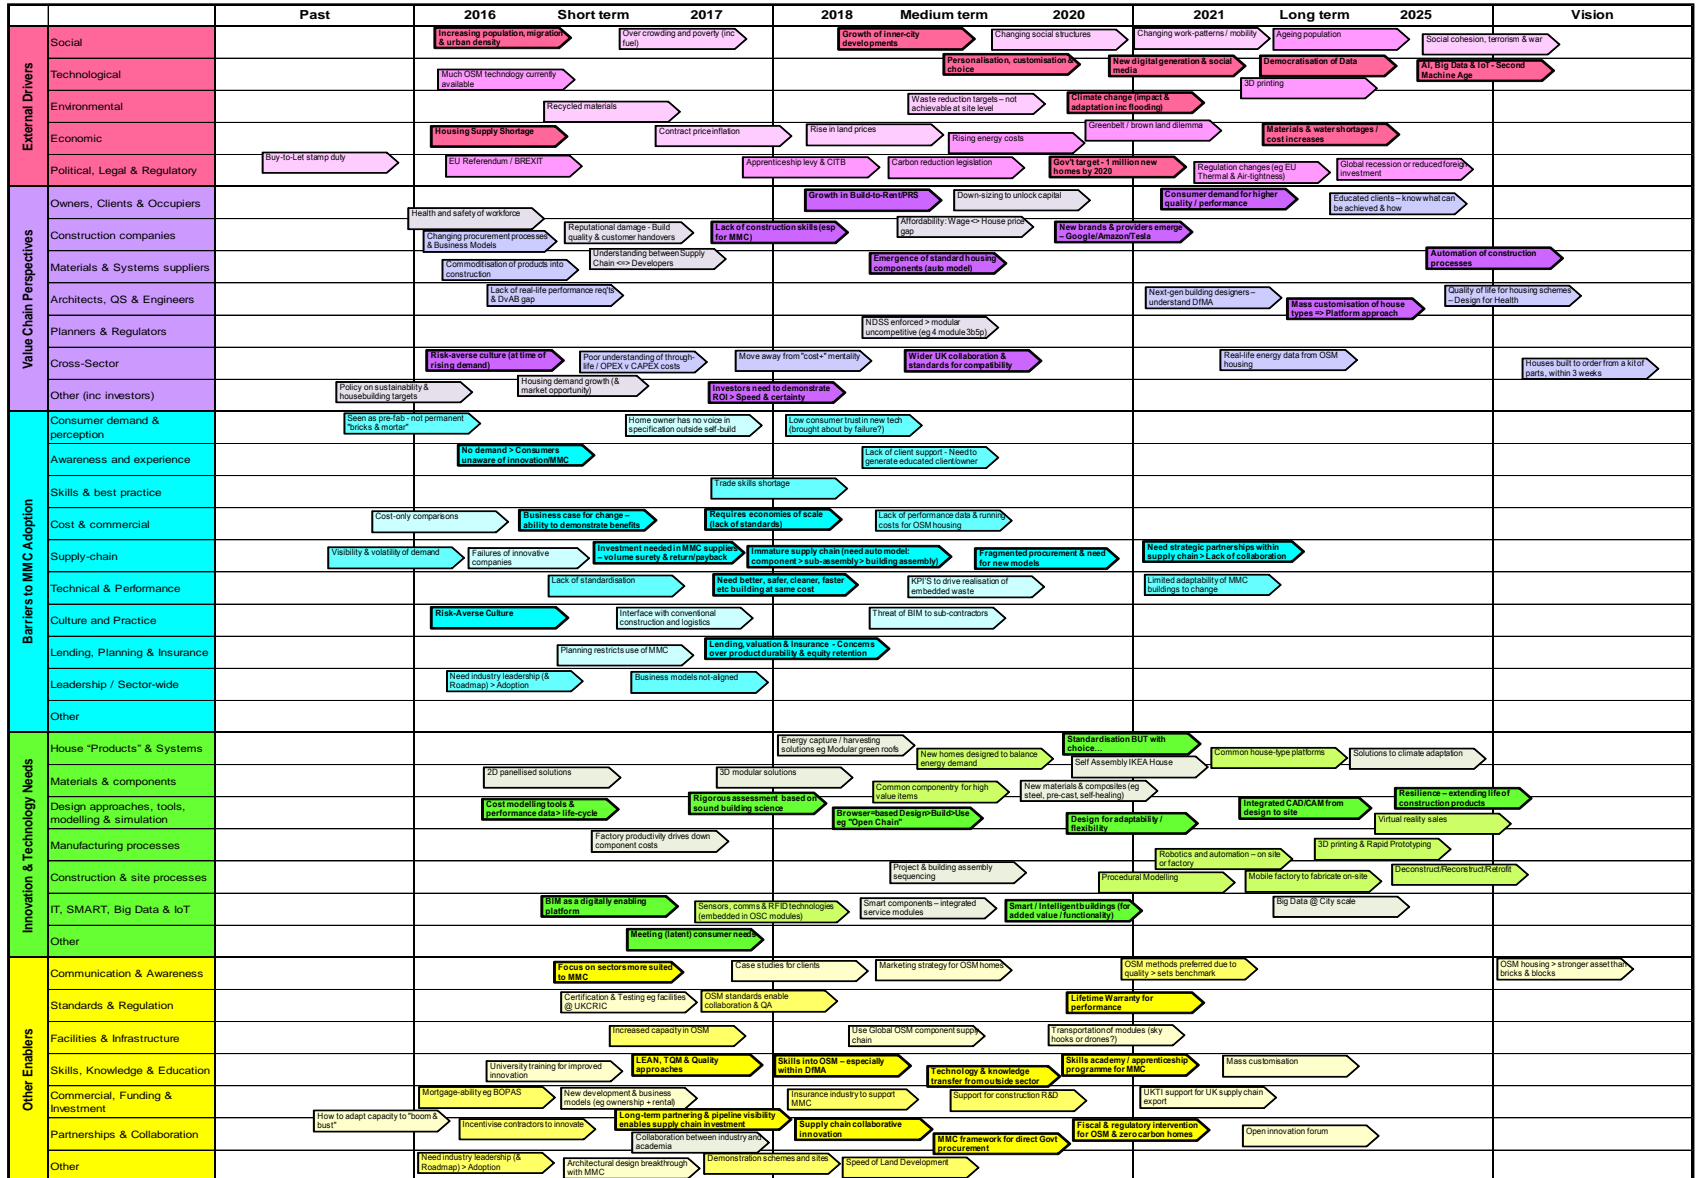 Past
2016
Short term
2017
2018
Medium term
2020
2021
Long term
2025
Vision
External Drivers
Social
Increasing population, migration
& urban density
Over crowding and poverty (inc
fuel)
Growth of inner-city
developments
Changing social structures
Changing work-patterns / mobility
Ageing population
Social cohesion, terrorism & war
Technological
Much OSM technology currently
available
Personalisation, customisation &
choice
New digital generation & social
media
Democratisation of Data
AI, Big Data & IoT - Second
Machine Age
3D printing
Environmental
Recycled materials
Waste reduction targets – not
achievable at site level
Climate change (impact &
adaptation inc flooding)
Economic
Housing Supply Shortage
Contract price inflation
Rise in land prices
Rising energy costs
Greenbelt / brown land dilemma
Materials & water shortages /
cost increases
Political, Legal & Regulatory
Buy-to-Let stamp duty
EU Referendum / BREXIT
Apprenticeship levy & CITB
Carbon reduction legislation
Gov't target - 1 million new
homes by 2020
Regulation changes (eg EU
Thermal & Air-tightness)
Global recession or reduced foreign
investment
Value Chain Perspectives
Owners, Clients & Occupiers
Health and safety of workforce
Growth in Build-to-Rent/PRS
Down-sizing to unlock capital
Consumer demand for higher
quality / performance
Educated clients – know what can
be achieved & how
Construction companies
Changing procurement processes
& Business Models
Reputational damage - Build
quality & customer handovers
Lack of construction skills (esp
for MMC)
Affordability: Wage <> House price
gap
New brands & providers emerge
– Google/Amazon/Tesla
Materials & Systems suppliers
Commoditisation of products into
construction
Understanding between Supply
Chain <=> Developers
Emergence of standard housing
components (auto model)
Automation of construction
processes
Architects, QS & Engineers
Lack of real-life performance req'ts
& DvAB gap
Next-gen building designers –
understand DfMA
Mass customisation of house
types => Platform approach
Quality of life for housing schemes
– Design for Health
Planners & Regulators
NDSS enforced > modular
uncompetitive (eg 4 module 3b5p)
Cross-Sector
Risk-averse culture (at time of
rising demand)
Poor understanding of through-
life / OPEX v CAPEX costs
Move away from "cost+" mentality
Wider UK collaboration &
standards for compatibility
Real-life energy data from OSM
housing
Houses built to order from a kit of
parts, within 3 weeks
Other (inc investors)
Policy on sustainability &
housebuilding targets
Housing demand growth (&
market opportunity)
Investors need to demonstrate
ROI > Speed & certainty
Barriers to MMC Adoption
Consumer demand &
perception
Seen as pre-fab - not permanent
"bricks & mortar"
Home owner has no voice in
specification outside self-build
Low consumer trust in new tech
(brought about by failure?)
Awareness and experience
No demand > Consumers
unaware of innovation/MMC
Lack of client support - Need to
generate educated client/owner
Skills & best practice
Trade skills shortage
Cost & commercial
Cost-only comparisons
Business case for change –
ability to demonstrate benefits
Requires economies of scale
(lack of standards)
Lack of performance data & running
costs for OSM housing
Supply-chain
Visibility & volatility of demand
Failures of innovative
companies
Investment needed in MMC suppliers
– volume surety & return/payback
Immature supply chain (need auto model:
component > sub-assembly > building assembly)
Fragmented procurement & need
for new models
Need strategic partnerships within
supply chain > Lack of collaboration
Technical & Performance
Lack of standardisation
Need better, safer, cleaner, faster
etc building at same cost
KPI'S to drive realisation of
embedded waste
Limited adaptability of MMC
buildings to change
Culture and Practice
Risk-Averse Culture
Interface with conventional
construction and logistics
Threat of BIM to sub-contractors
Lending, Planning & Insurance
Planning restricts use of MMC
Lending, valuation & Insurance - Concerns
over product durability & equity retention
Leadership / Sector-wide
Need industry leadership (&
Roadmap) > Adoption
Business models not-aligned
Other
Innovation & Technology Needs
House "Products" & Systems
Energy capture / harvesting
solutions eg Modular green roofs
New homes designed to balance
energy demand
Standardisation BUT with
choice...
Self Assembly IKEA House
Common house-type platforms
Solutions to climate adaptation
Materials & components
2D panellised solutions
3D modular solutions
Common componentry for high
value items
New materials & composites (eg
steel, pre-cast, self-healing)
Design approaches, tools,
modelling & simulation
Cost modelling tools &
performance data > life-cycle
Rigorous assessment based on
sound building science
Browser=based Design>Build>Use
eg "Open Chain"
Design for adaptability /
flexibility
Integrated CAD/CAM from
design to site
Resilience – extending life of
construction products
Virtual reality sales
Manufacturing processes
Factory productivity drives down
component costs
Robotics and automation – on site
or factory
3D printing & Rapid Prototyping
Construction & site processes
Project & building assembly
sequencing
Procedural Modelling
Mobile factory to fabricate on-site
Deconstruct/Reconstruct/Retrofit
IT, SMART, Big Data & IoT
BIM as a digitally enabling
platform
Sensors, comms & RFID technologies
(embedded in OSC modules)
Smart components – integrated
service modules
Smart / Intelligent buildings (for
added value / functionality)
Big Data @ City scale
Other
Meeting (latent) consumer needs
Other Enablers
Communication & Awareness
Focus on sectors more suited
to MMC
Case studies for clients
Marketing strategy for OSM homes
OSM methods preferred due to
quality > sets benchmark
OSM housing > stronger asset than
bricks & blocks
Standards & Regulation
Certification & Testing eg facilities
@ UKCRIC
OSM standards enable
collaboration & QA
Lifetime Warranty for
performance
Facilities & Infrastructure
Increased capacity in OSM
Use Global OSM component supply
chain
Transportation of modules (sky
hooks or drones?)
Skills, Knowledge & Education
University training for improved
innovation
LEAN, TQM & Quality
approaches
Skills into OSM – especially
within DfMA
Technology & knowledge
transfer from outside sector
Skills academy / apprenticeship
programme for MMC
Mass customisation
Commercial, Funding &
Investment
Mortgage-ability eg BOPAS
New development & business
models (eg ownership + rental)
Insurance industry to support
MMC
Support for construction R&D
UKTI support for UK supply chain
export
Partnerships & Collaboration
How to adapt capacity to "boom &
bust"
Incentivise contractors to innovate
Long-term partnering & pipeline visibility
enables supply chain investment
Collaboration between industry and
academia
Supply chain collaborative
innovation
MMC framework for direct Govt
procurement
Fiscal & regulatory intervention
for OSM & zero carbon homes
Open innovation forum
Other
Need industry leadership (&
Roadmap) > Adoption
Architectural design breakthrough
with MMC
Demonstration schemes and sites
Speed of Land Development